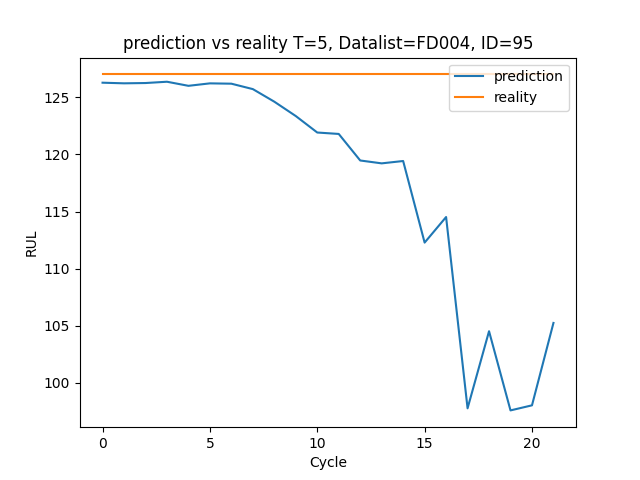 prediction vs reality T=5, Datalist=FD004, ID=95
prediction
reality
125
120
115
110
105
100
RUL
0
5
10
15
20
Cycle